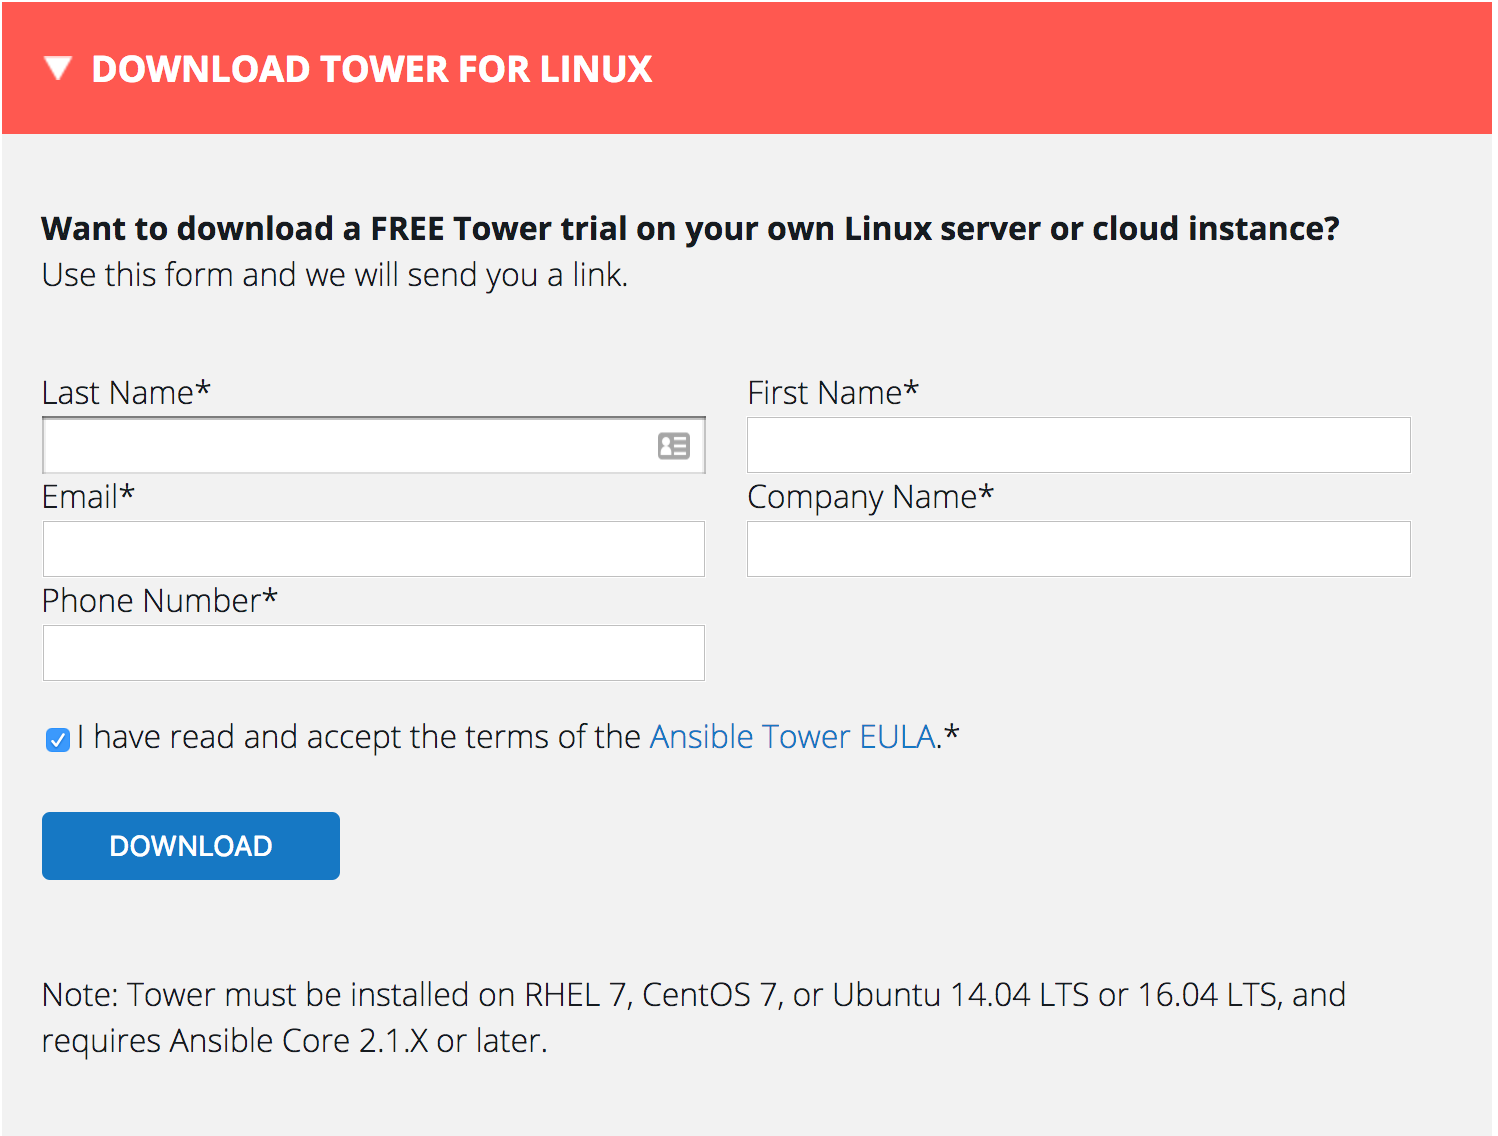 DOWNLOAD TOWER FOR LINUX
Want to download a FREE Tower trial on your own Linux server or cloud instance?
Use this form and we will send you a link.
Last Name*
First Name*
Email*
Company Name*
Phone Number*
I have read and accept the terms of the Ansible Tower EULA.*
DOWNLOAD
Note: Tower must be installed on RHEL 7, CentOS 7, or Ubuntu 14.04 LTS or 16.04 LTS, and
requires Ansible Core 2.1.X or later.